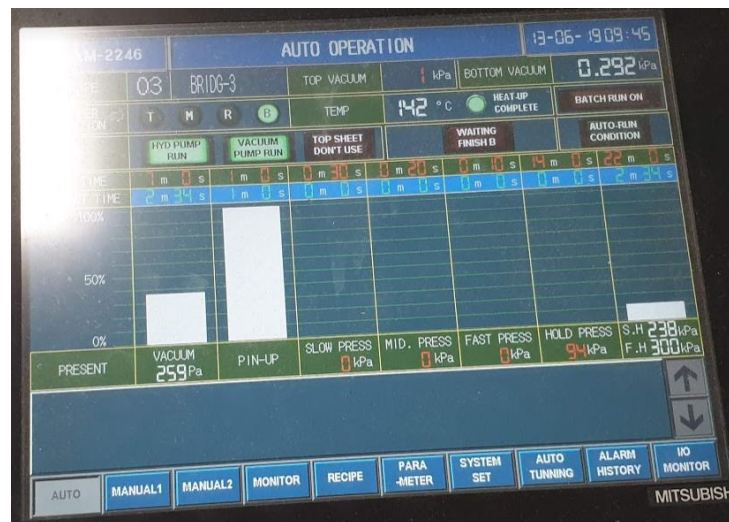 M-2246
AUTO OPERATION
13-06-19 09:45
03 BRIDG-3
TOP VACUUM
kPa
BOTTOM VACUUM
0.292 kPa
T M R B
TEMP
142 °C
HEAT-UP COMPLETE
BATCH RUN ON
HYD PUMP RUN
VACUUM PUMP RUN
TOP SHEET DON'T USE
WAITING FINISH B
AUTO-RUN CONDITION
TIME 7 m 0 s 1 m 0 s 0 m 30 s 0 m 20 s 0 m 10 s 14 m 0 s 22 m 0 s
TIME 2 m 34 s 1 m 0 s 0 m 0 s 0 m 0 s 0 m 0 s 0 m 0 s 2 m 34 s
100%
50%
0%
PRESENT
VACUUM
259 Pa
PIN-UP
SLOW PRESS
0 kPa
MID. PRESS
0 kPa
FAST PRESS
0 kPa
HOLD PRESS
94 kPa
S.H 238 kPa
F.H 300 kPa
AUTO
MANUAL1
MANUAL2
MONITOR
RECIPE
PARA
-METER
SYSTEM
SET
AUTO
TUNNING
ALARM
HISTORY
I/O
MONITOR
MITSUBISH